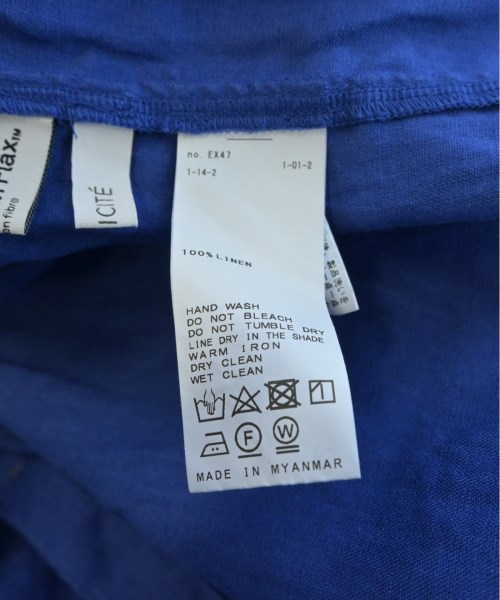 no. EX47
1-14-2 1-01-2
100% LINEN
HAND WASH
DO NOT BLEACH
DO NOT TUMBLE DRY
LINE DRY IN THE SHADE
WARM IRON
DRY CLEAN
WET CLEAN
F W
MADE IN MYANMAR
ICITÉ